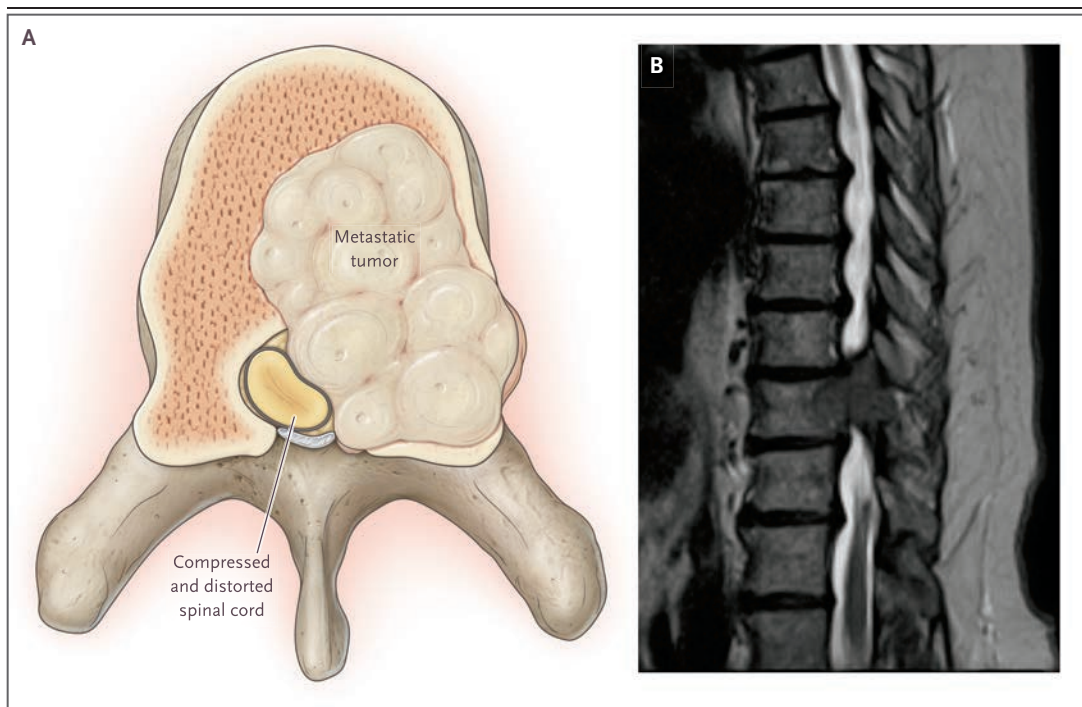 A
Metastatic
tumor
Compressed
and distorted
spinal cord
B